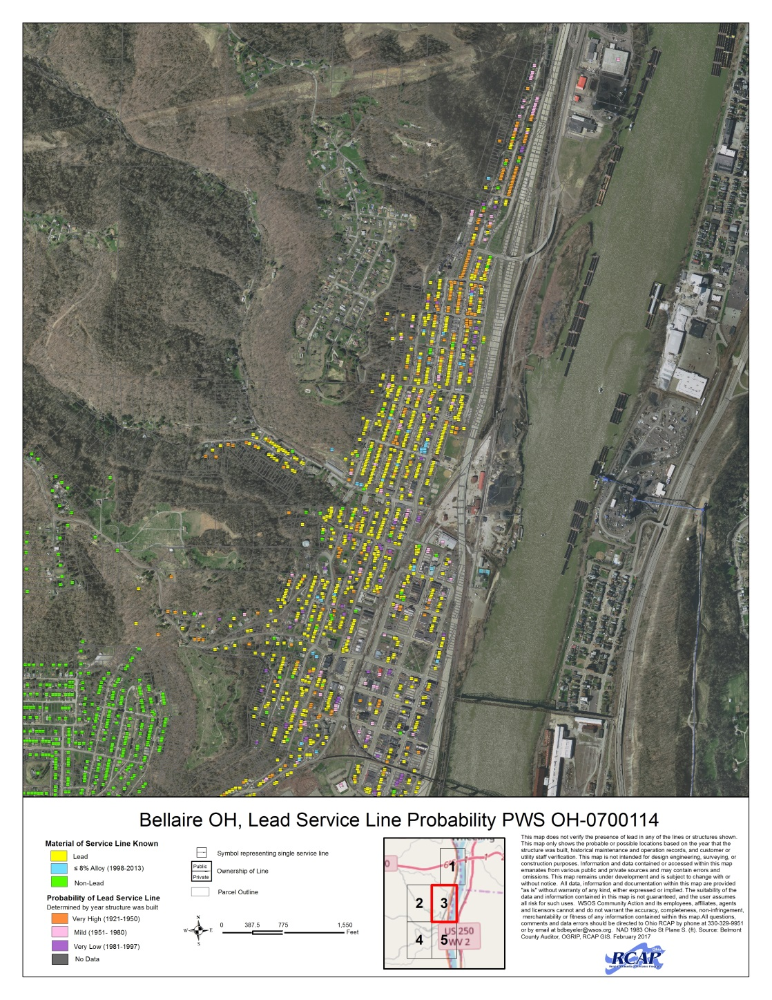 Bellaire OH, Lead Service Line Probability PWS OH-0700114
Material of Service Line Known
Lead
≤ 8% Alloy (1998-2013)
Non-Lead
Probability of Lead Service Line
Determined by year structure was built
Very High (1921-1950)
Mild (1951- 1980)
Very Low (1981-1997)
No Data
Symbol representing single service line
Public
Private
Ownership of Line
Parcel Outline
N
W
E
S
0
387.5
775
1,550
Feet
Wheeling
0
1
2
3
4
5
US 250
WV 2
This map does not verify the presence of lead in any of the lines or structures shown.
This map only shows the probable or possible locations based on the year that the
structure was built, historical maintenance and operation records, and customer or
utility staff verification. This map is not intended for design engineering, surveying, or
construction purposes. Information and data contained or accessed within this map
emanates from various public and private sources and may contain errors and
omissions. This map remains under development and is subject to change with or
without notice. All data, information and documentation within this map are provided
"as is" without warranty of any kind, either expressed or implied. The suitability of the
data and information contained in this map is not guaranteed, and the user assumes
all risk for such uses. WSOS Community Action and its employees, affiliates, agents
and licensors cannot and do not warrant the accuracy, completeness, non-infringement,
merchantability or fitness of any information contained within this map All questions,
comments and data errors should be directed to Ohio RCAP by phone at 330-329-9951
or by email at bdbeyeler@wsos.org. NAD 1983 Ohio St Plane S. (ft). Source: Belmont
County Auditor, OGRIP, RCAP GIS. February 2017
Ohio
RCAP